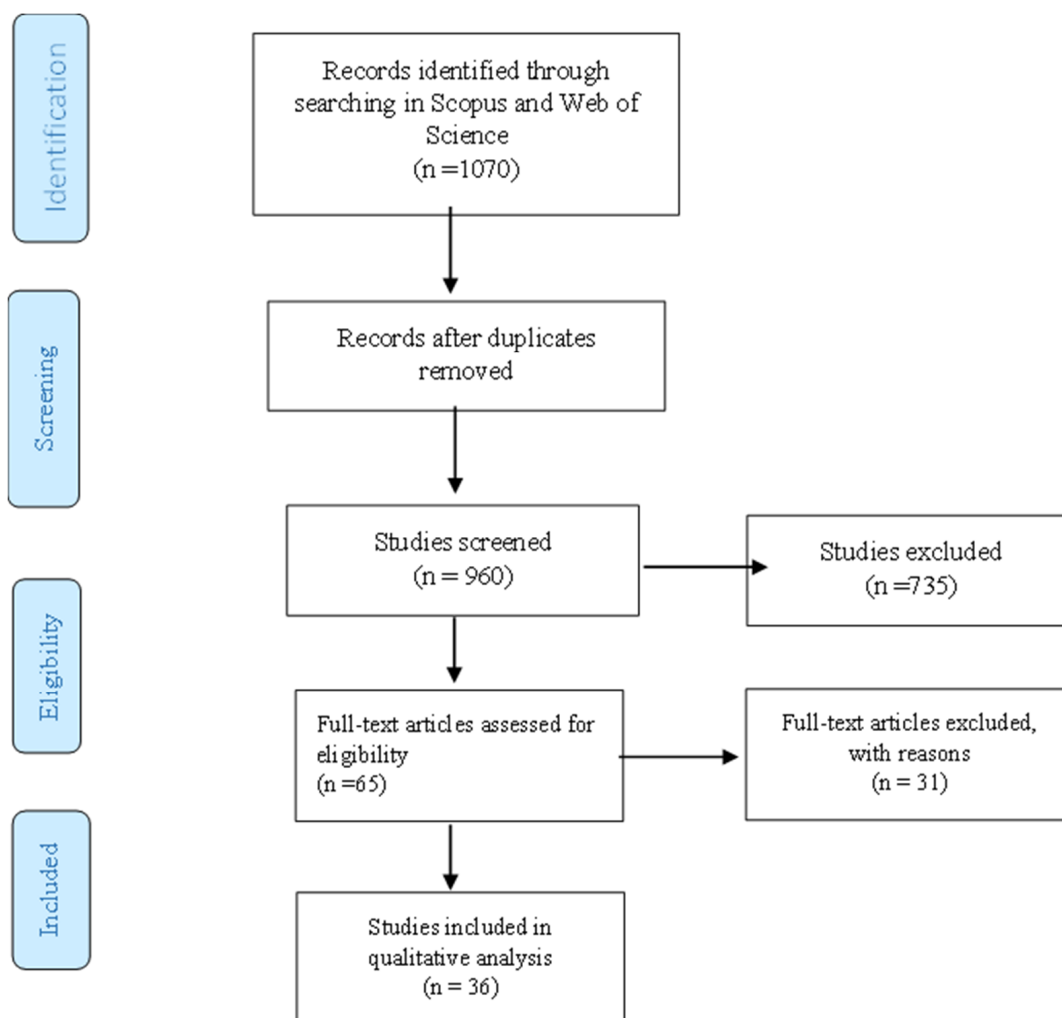 Identification
Records identified through
searching in Scopus and Web of
Science
(n =1070)
Screening
Records after duplicates
removed
Studies screened
(n = 960)
Studies excluded
(n =735)
Eligibility
Full-text articles assessed for
eligibility
(n =65)
Full-text articles excluded,
with reasons
(n = 31)
Included
Studies included in
qualitative analysis
(n = 36)